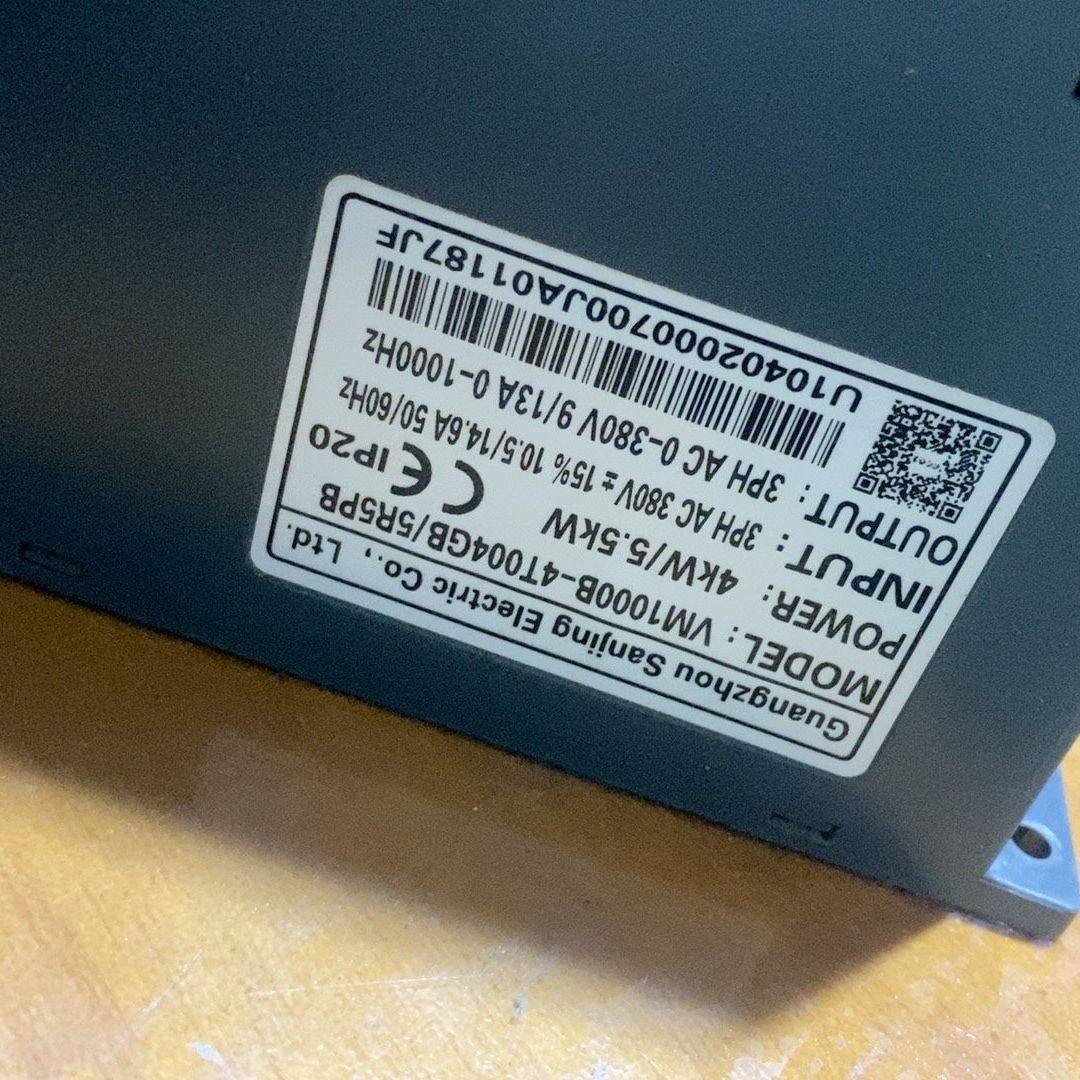 Guangzhou Sanjing Electric Co., Ltd.
MODEL: VM1000B-4T004GB/5R5PB
POWER: 4kW/5.5kW CE IP20
INPUT: 3PH AC 380V ± 15% 10.5/14.6A 50/60Hz
OUTPUT: 3PH AC 0-380V 9/13A 0-1000Hz
U10402000700JA01187JF